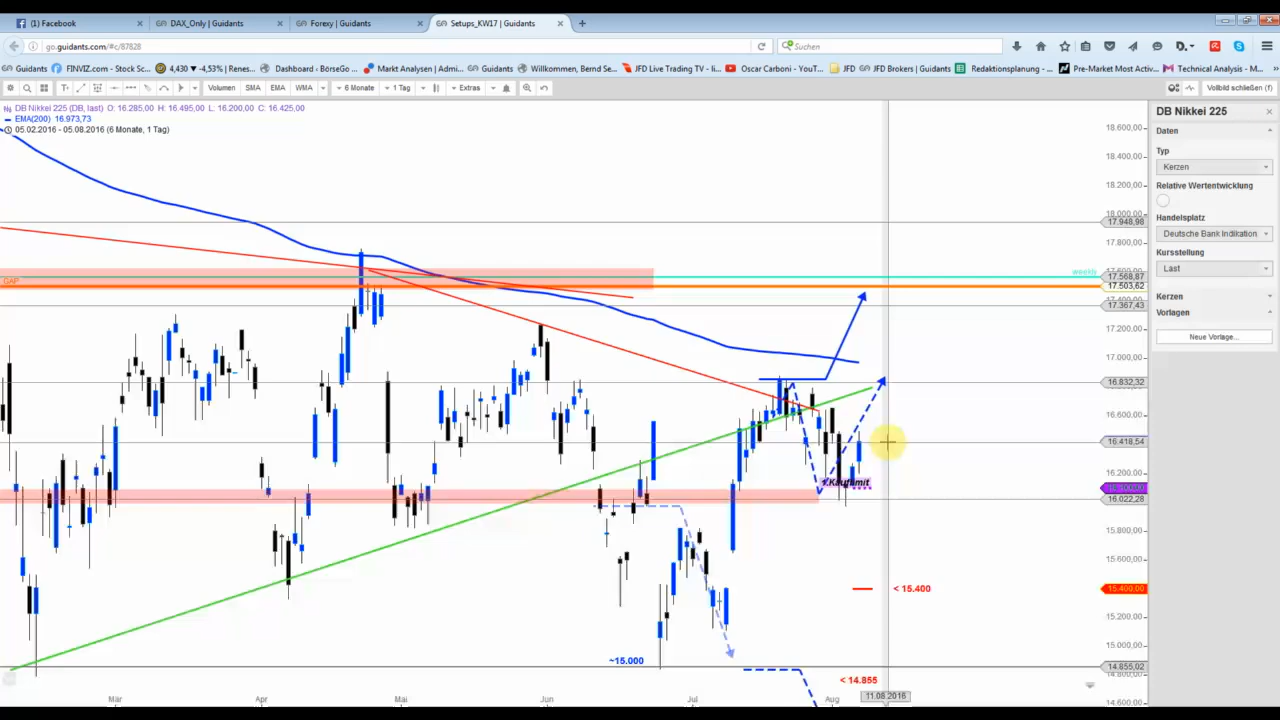 (1) Facebook
DAX_Only | Guidants
Forexy | Guidants
Setups_KW17 | Guidants
go.guidants.com/#c/87828
Suchen
Guidants
FINVIZ.com - Stock Sc...
4,430 ▼ -4,53% | Renes...
Dashboard - BörseGo ...
Markt Analysen | Admi...
Guidants
Willkommen, Bernd Se...
JFD Live Trading TV - li...
Oscar Carboni - YouT...
JFD
JFD Brokers | Guidants
Redaktionsplanung - ...
Pre-Market Most Activ...
Technical Analysis - M...
Volumen
SMA
EMA
WMA
6 Monate
1 Tag
Extras
Vollbild schließen (f)
DB Nikkei 225 (DB, last) O: 16.285,00 H: 16.495,00 L: 16.200,00 C: 16.425,00
EMA(200) 16.973,73
05.02.2016 - 05.08.2016 (6 Monate, 1 Tag)
DB Nikkei 225
Daten
Typ
Kerzen
Relative Wertentwicklung
Handelsplatz
Deutsche Bank Indikation
Kursstellung
Last
Kerzen
Vorlagen
Neue Vorlage...
18.600,00
18.400,00
18.200,00
18.000,00
17.948,98
17.800,00
weekly
17.568,87
GAP
17.503,62
17.367,43
17.200,00
17.000,00
16.832,32
16.600,00
16.418,54
16.200,00
1.Kauflimit
16.022,28
15.800,00
15.600,00
< 15.400
15.400,00
15.200,00
15.000,00
~15.000
14.855,02
< 14.855
14.600,00
Mär
Apr
Mai
Jun
Jul
Aug
11.08.2016